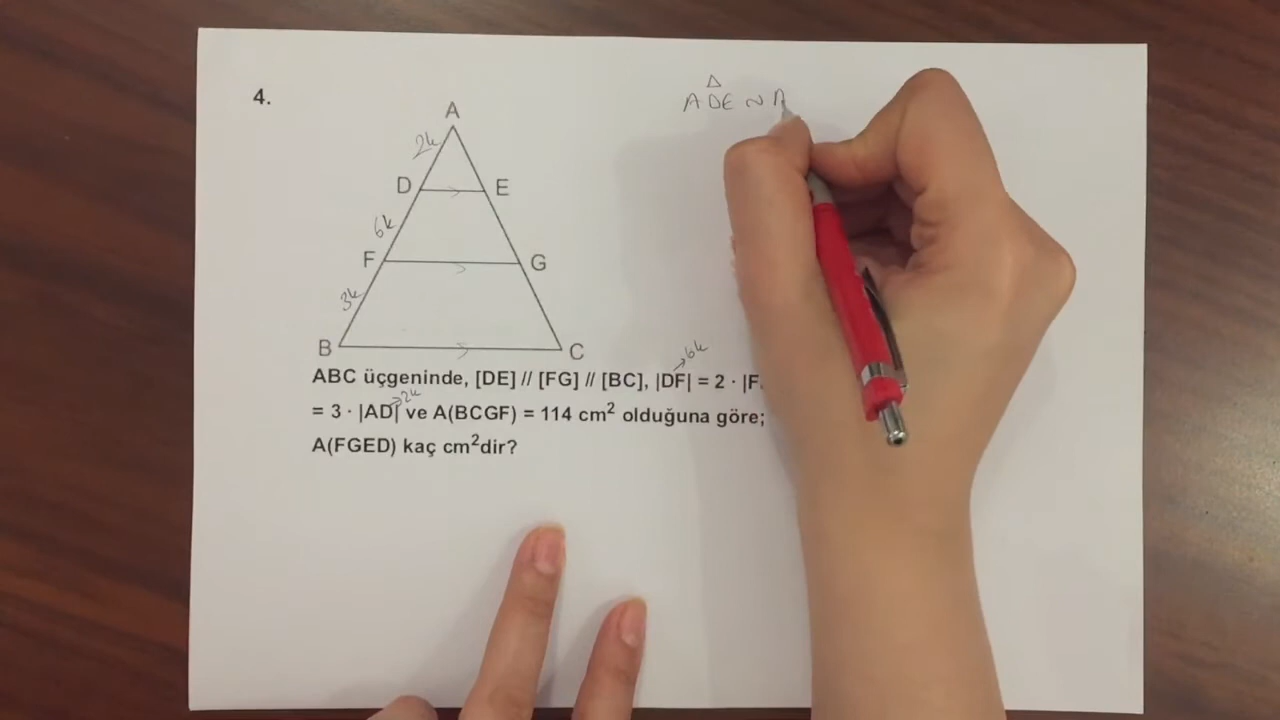 4.
△
ADE ~ A
A
2k
D
E
6k
F
G
3k
B
C
6k
ABC üçgeninde, [DE] // [FG] // [BC], |DF| = 2 · |F
2k
= 3 · |AD| ve A(BCGF) = 114 cm² olduğuna göre;
A(FGED) kaç cm²dir?